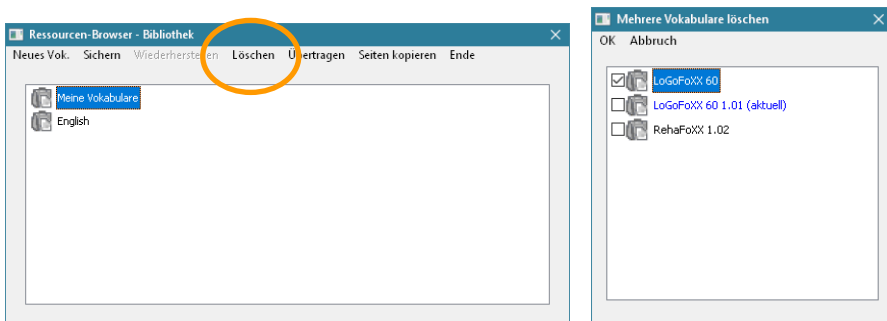 Ressourcen-Browser - Bibliothek
Neues Vok. Sichern Wiederherstellen Löschen Übertragen Seiten kopieren Ende
Meine Vokabulare
English
Mehrere Vokabulare löschen
OK Abbruch
LoGoFoXX 60
LoGoFoXX 60 1.01 (aktuell)
RehaFoXX 1.02